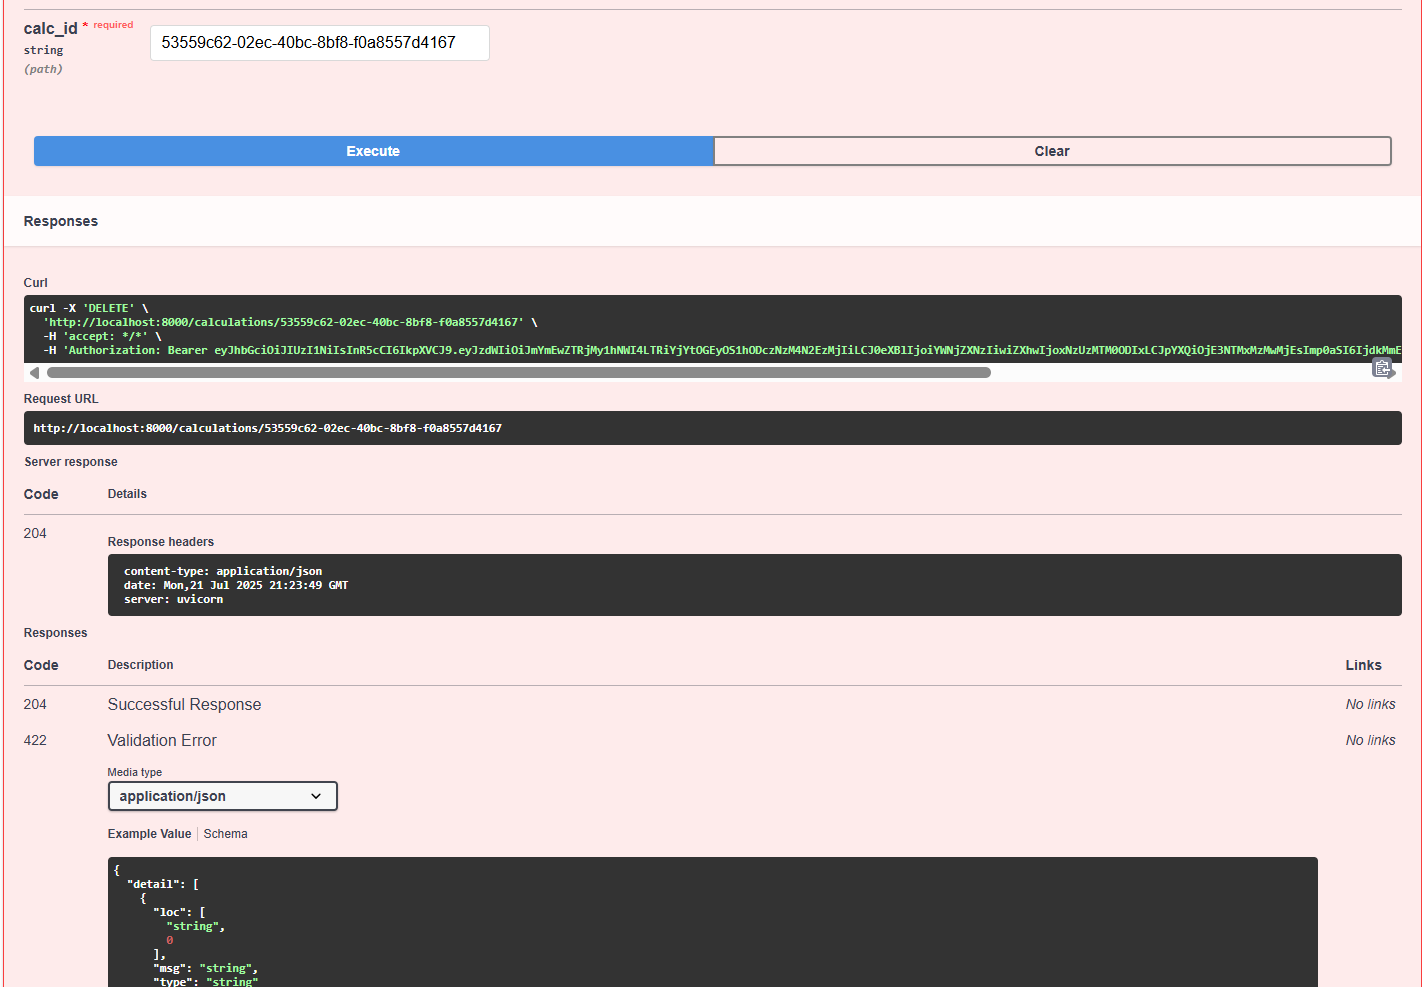 calc_id * required
string
(path)
53559c62-02ec-40bc-8bf8-f0a8557d4167
Execute
Clear
Responses
Curl
curl -X 'DELETE' \
'http://localhost:8000/calculations/53559c62-02ec-40bc-8bf8-f0a8557d4167' \
-H 'accept: */*' \
-H 'Authorization: Bearer
Request URL
http://localhost:8000/calculations/53559c62-02ec-40bc-8bf8-f0a8557d4167
Server response
Code Details
204
Response headers
content-type: application/json
date: Mon,21 Jul 2025 21:23:49 GMT
server: uvicorn
Responses
Code Description Links
204 Successful Response No links
422 Validation Error No links
Media type
application/json
Example Value Schema
{
"detail": [
{
"loc": [
"string",
0
],
"msg": "string",
"type": "string"